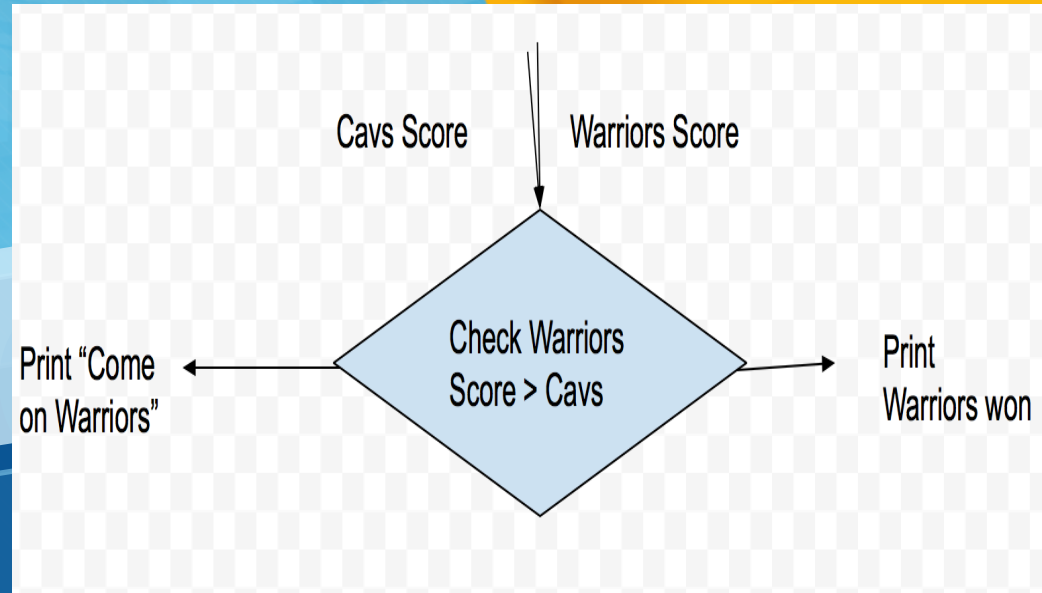 Cavs Score
Warriors Score
Check Warriors
Score > Cavs
Print “Come
on Warriors”
Print
Warriors won